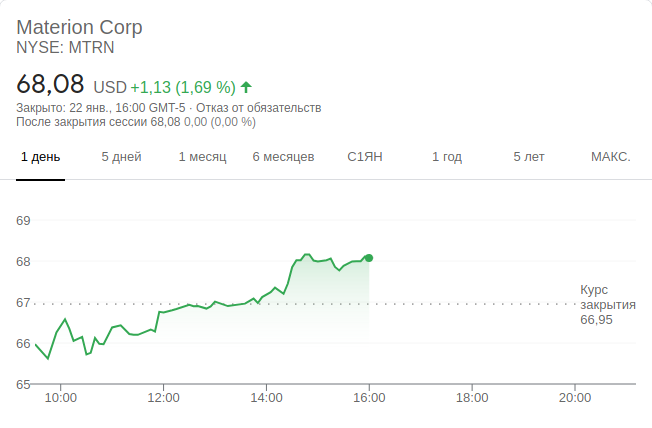 Materion Corp
NYSE: MTRN
68,08 USD +1,13 (1,69 %)
Закрыто: 22 янв., 16:00 GMT-5 · Отказ от обязательств
После закрытия сессии 68,08 0,00 (0,00 %)
1 день 5 дней 1 месяц 6 месяцев С1ЯН 1 год 5 лет МАКС.
69
68
67
66
65
Курс
закрытия
66,95
10:00 12:00 14:00 16:00 18:00 20:00